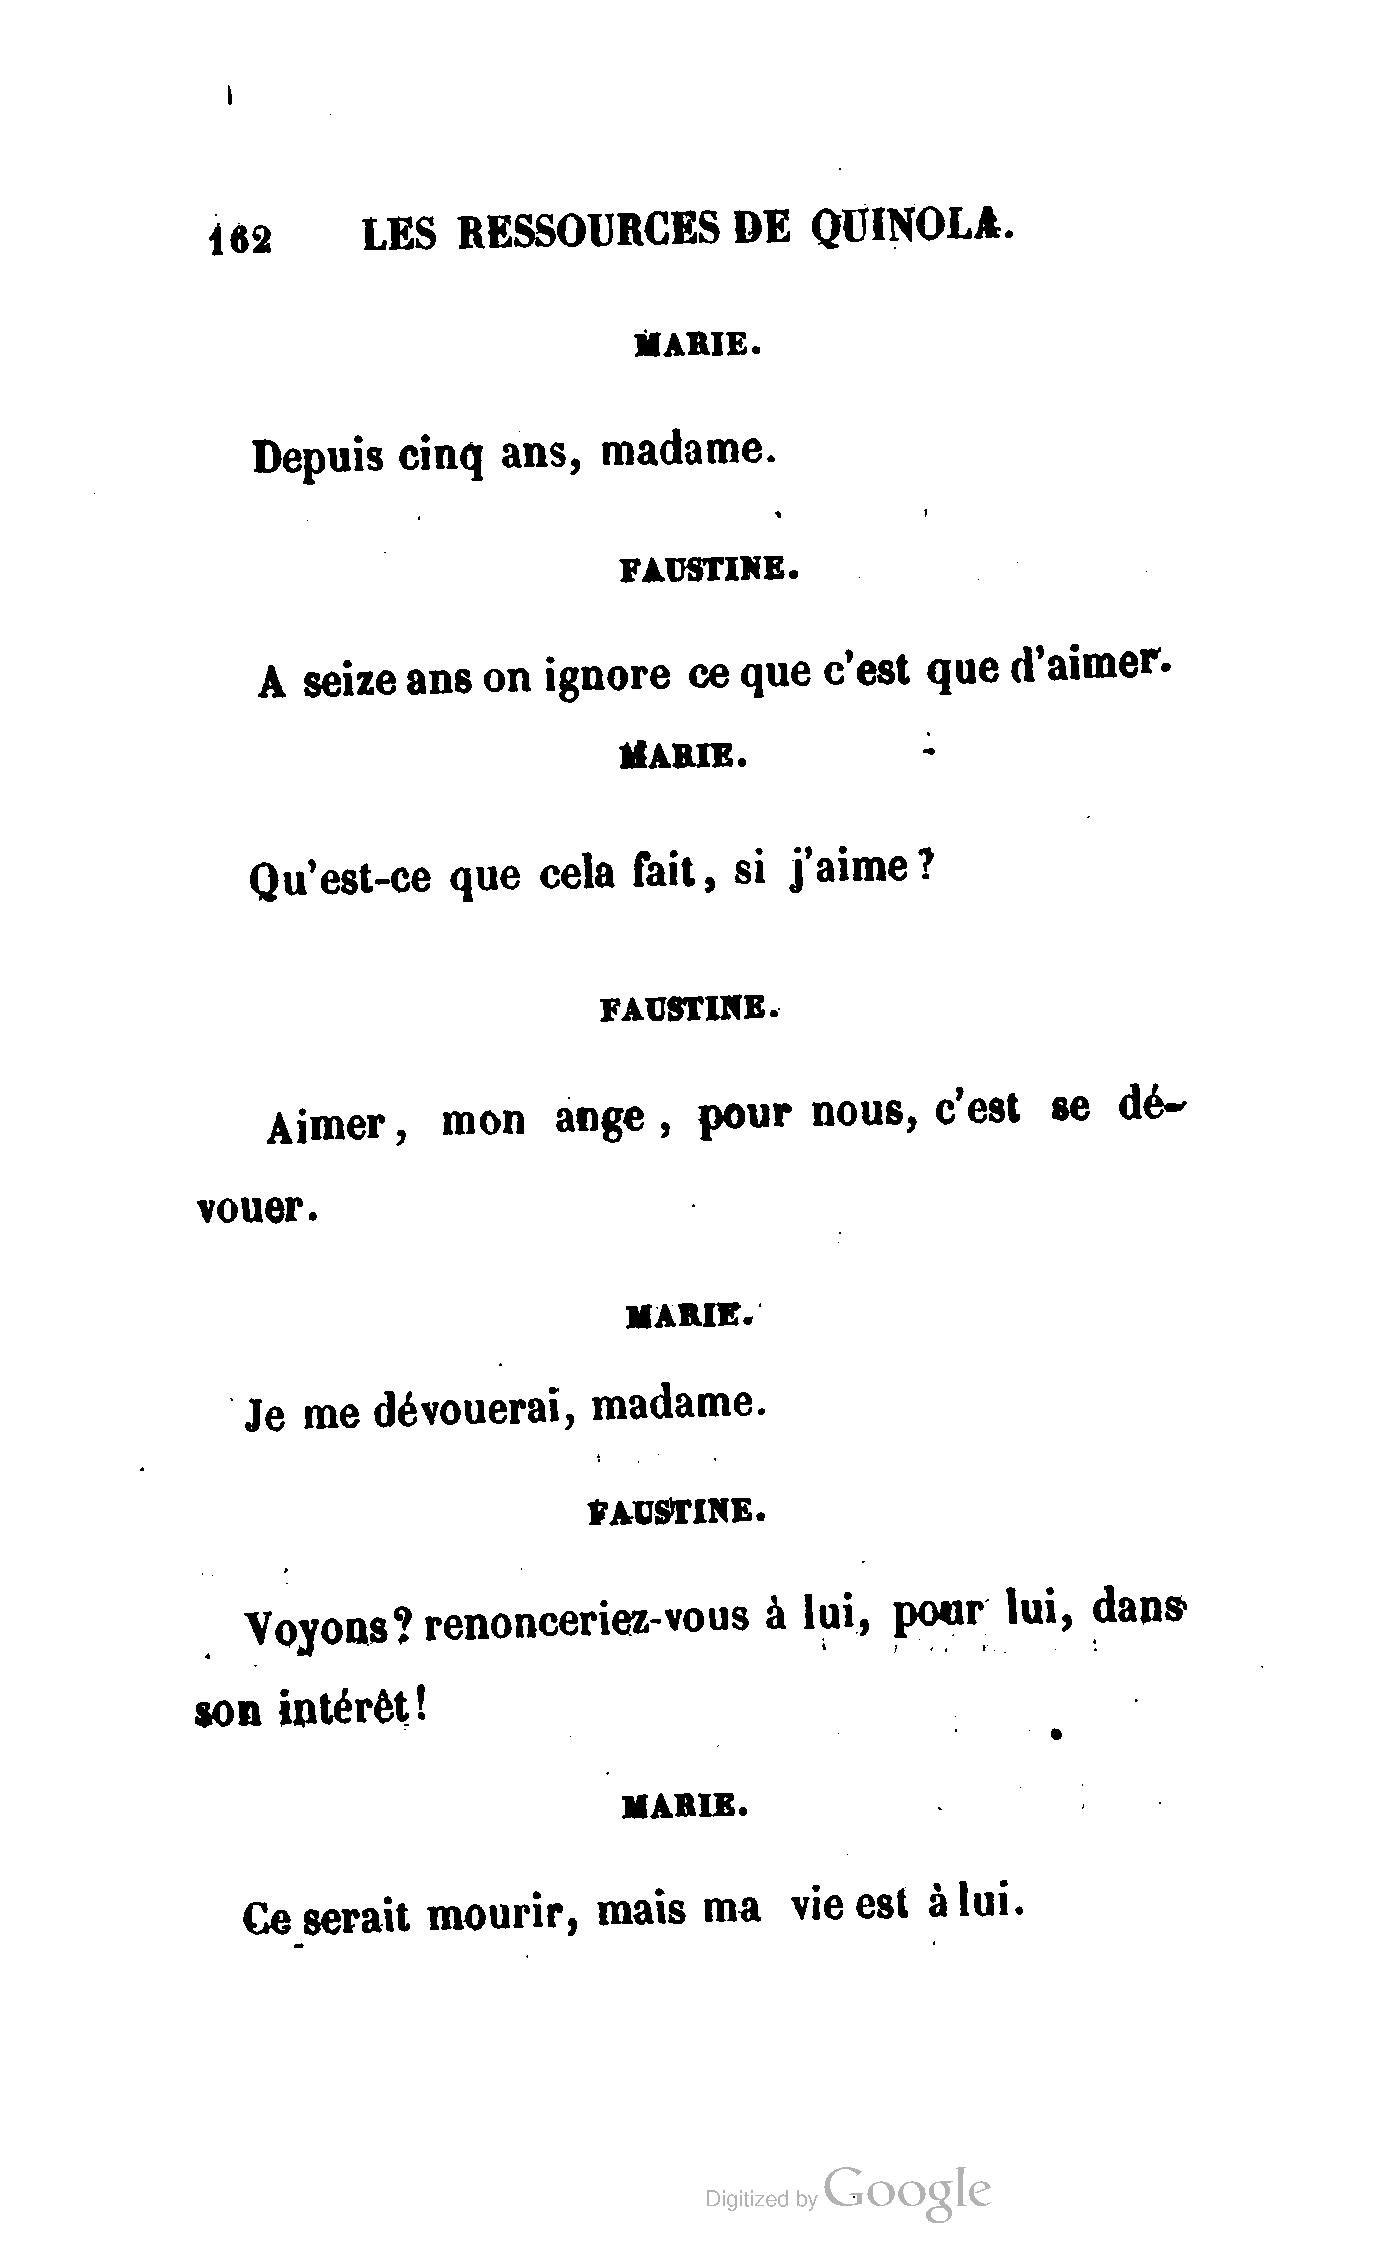 162 LES RESSOURCES DE QUINOLA.
MARIE.
Depuis cinq ans, madame.
FAUSTINE.
A seize ans on ignore ce que c'est que d'aimer.
MARIE.
Qu'est-ce que cela fait, si j'aime ?
FAUSTINE.
Aimer, mon ange, pour nous, c'est se dé-
vouer.
MARIE.
Je me dévouerai, madame.
FAUSTINE.
Voyons? renonceriez-vous à lui, pour lui, dans
son intérêt!
MARIE.
Ce serait mourir, mais ma vie est à lui.
Digitized by Google